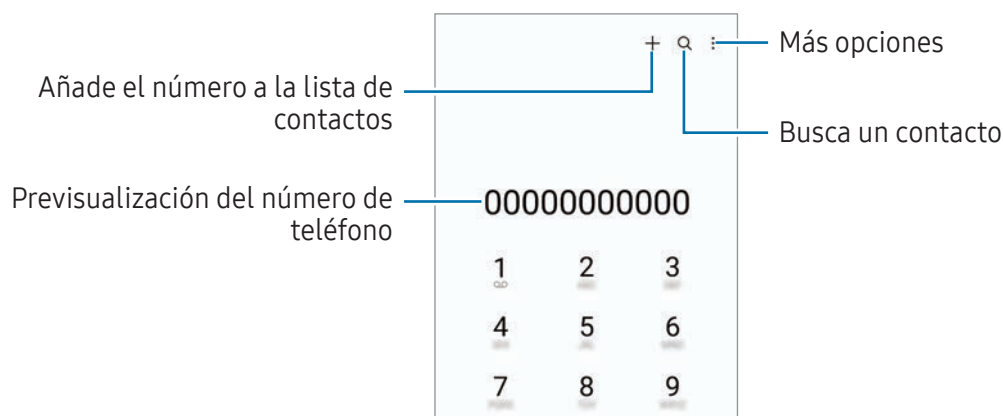 Más opciones
Añade el número a la lista de
contactos
Busca un contacto
Previsualización del número de
teléfono
00000000000
1 2 3
4 5 6
7 8 9